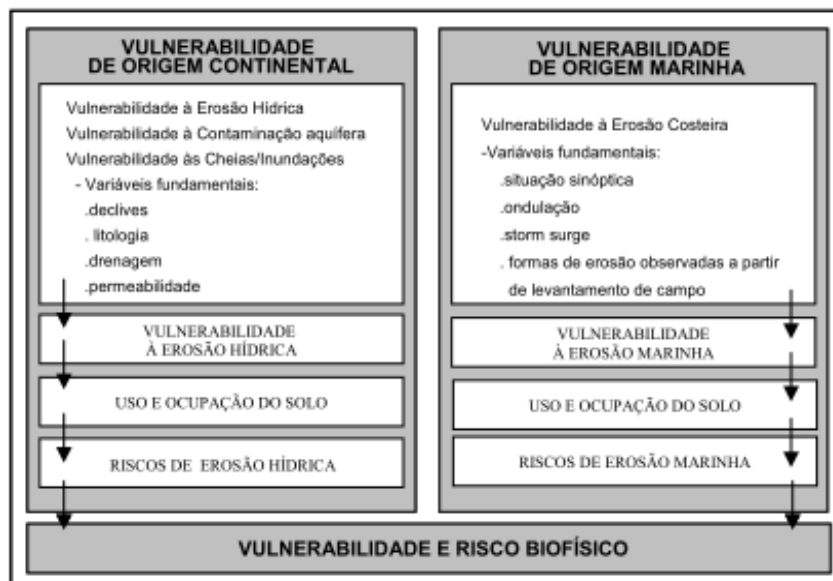 VULNERABILIDADE
DE ORIGEM CONTINENTAL
Vulnerabilidade à Erosão Hídrica
Vulnerabilidade à Contaminação aquífera
Vulnerabilidade às Cheias/Inundações
- Variáveis fundamentais:
.declives
. litologia
.drenagem
.permeabilidade
VULNERABILIDADE
À EROSÃO HÍDRICA
USO E OCUPAÇÃO DO SOLO
RISCOS DE EROSÃO HÍDRICA
VULNERABILIDADE
DE ORIGEM MARINHA
Vulnerabilidade à Erosão Costeira
-Variáveis fundamentais:
.situação sinóptica
.ondulação
.storm surge
. formas de erosão observadas a partir
de levantamento de campo
VULNERABILIDADE
À EROSÃO MARINHA
USO E OCUPAÇÃO DO SOLO
RISCOS DE EROSÃO MARINHA
VULNERABILIDADE E RISCO BIOFÍSICO